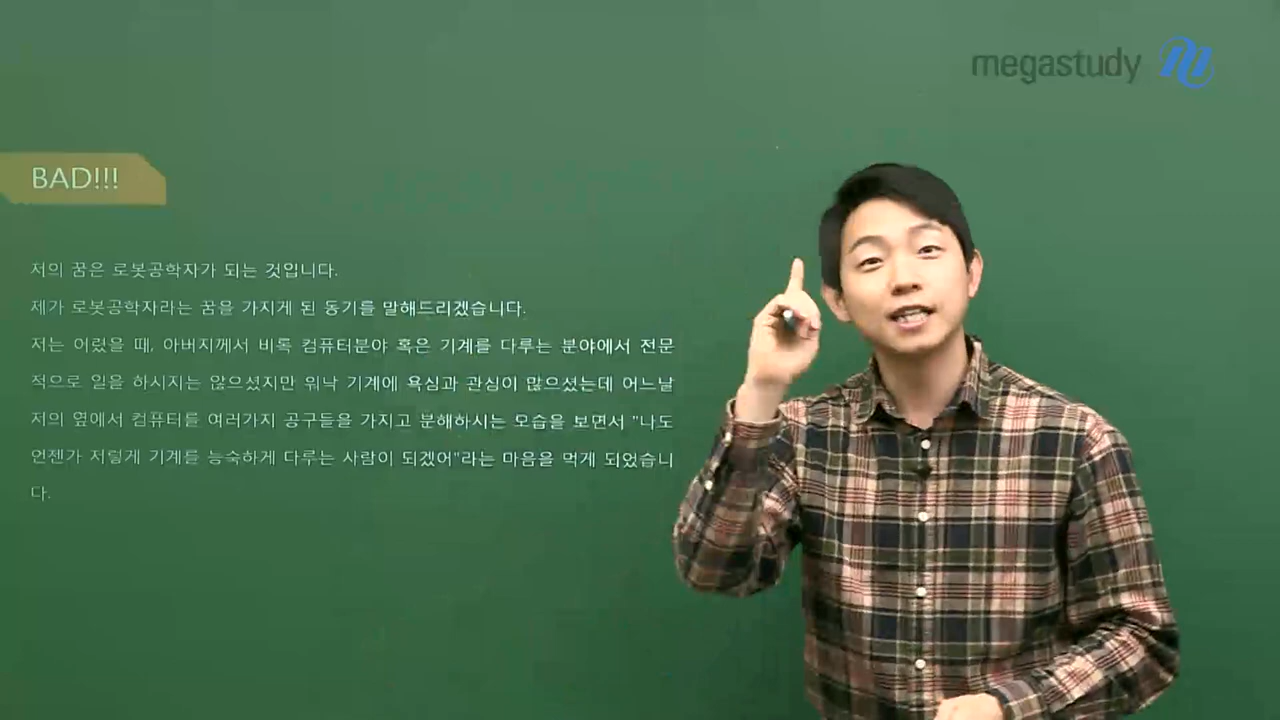 megastudy
BAD!!!
저의 꿈은 로봇공학자가 되는 것입니다.
제가 로봇공학자라는 꿈을 가지게 된 동기를 말해드리겠습니다.
저는 어렸을 때, 아버지께서 비록 컴퓨터분야 혹은 기계를 다루는 분야에서 전문
적으로 일을 하시지는 않으셨지만 워낙 기계에 욕심과 관심이 많으셨는데 어느날
저의 옆에서 컴퓨터를 여러가지 공구들을 가지고 분해하시는 모습을 보면서 "나도
언젠가 저렇게 기계를 능숙하게 다루는 사람이 되겠어"라는 마음을 먹게 되었습니
다.